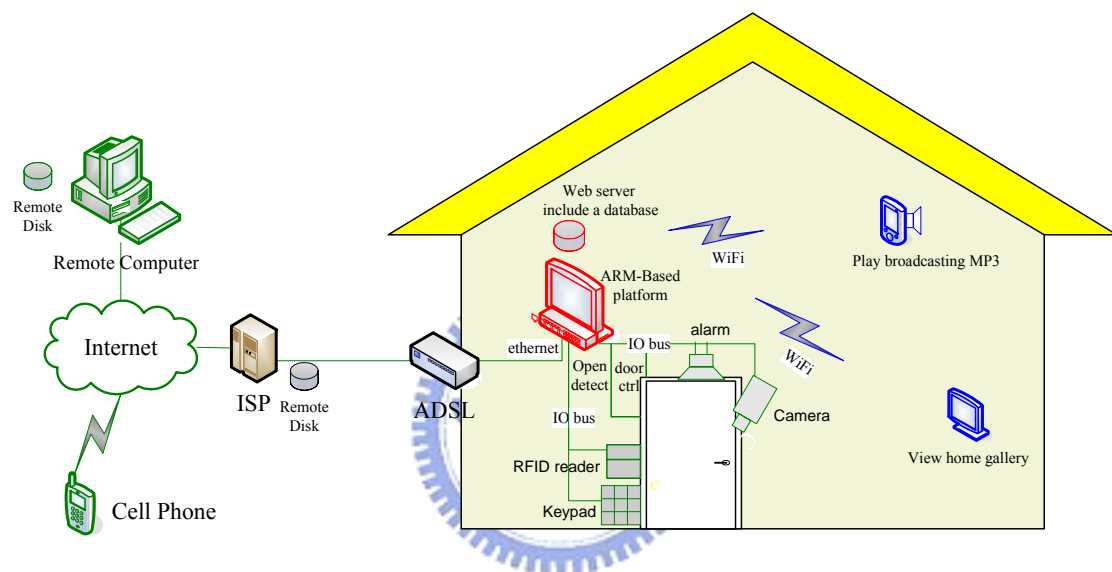 Remote
Disk
Remote Computer
Internet
ISP
Remote
Disk
ADSL
Cell Phone
Web server
include a database
ARM-Based
platform
WiFi
Play broadcasting MP3
WiFi
ethernet
Open
detect
door
ctrl
IO bus
alarm
IO bus
Camera
RFID reader
Keypad
View home gallery